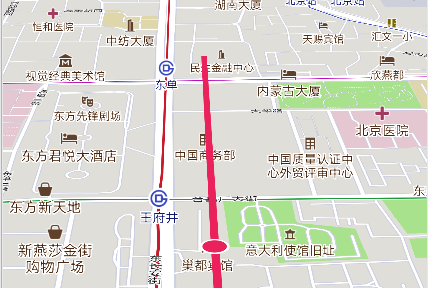 湖南大厦
恒和医院
中纺大厦
天赐宾馆
汇文一小
民生金融中心
视觉经典美术馆
欣燕都
东单
内蒙古大厦
东方先锋剧场
北京医院
东方君悦大酒店
中国商务部
中国质量认证中
心外贸评审中心
东方新天地
王府井
新燕莎金街
购物广场
意大利使馆旧址
巢都宾馆